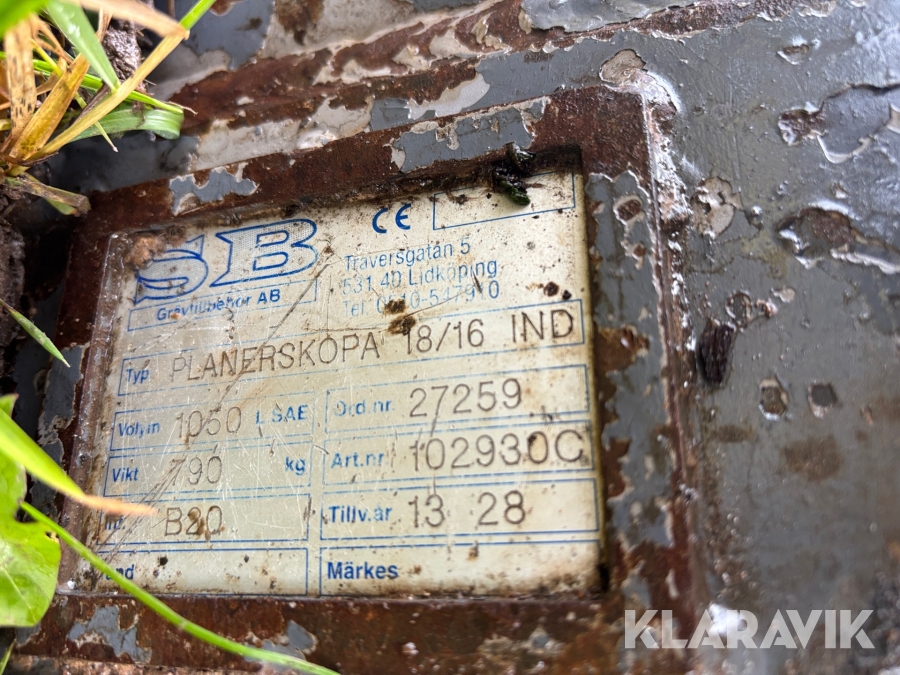 SB
Grävtillbehör AB
CE
Traversgatan 5
531 40 Lidköping
Tel
Typ PLANERSKOPA 18/16 IND
Volym 1050 L SAE
Ord.nr 27259
Vikt 790 kg
Art.nr 102930C
B20
Tillv.år 13 28
Märkes
KLARAVIK